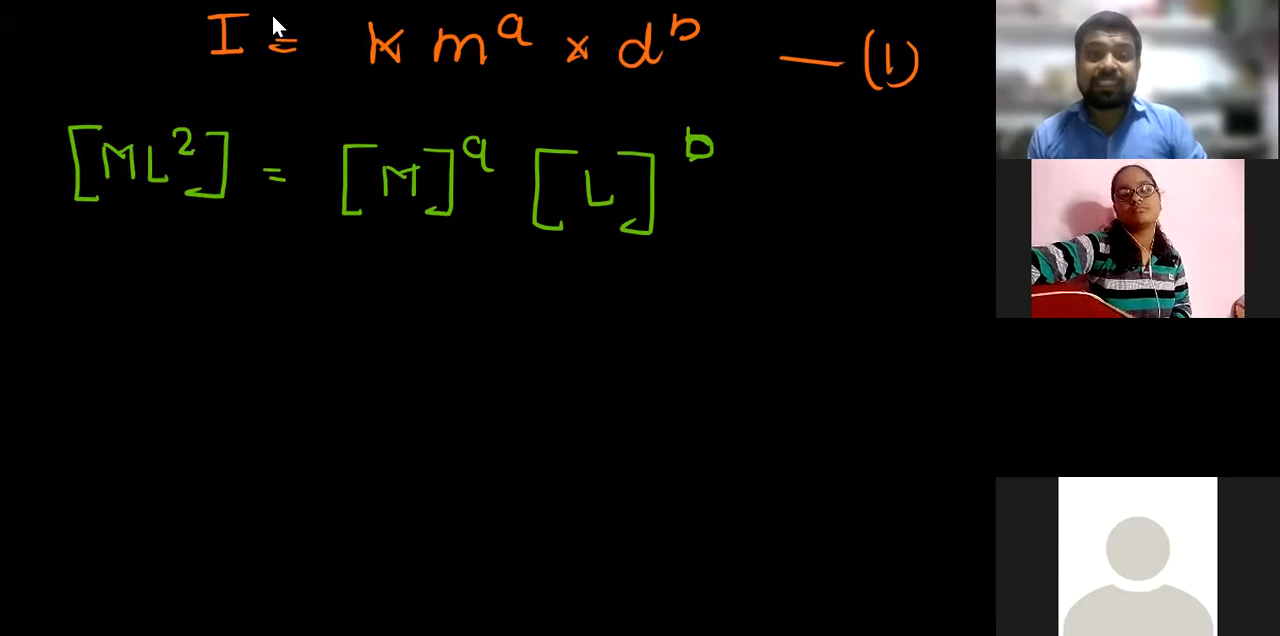 I = k m^a × d^b — (1)
[ML²] = [M]^a [L]^b